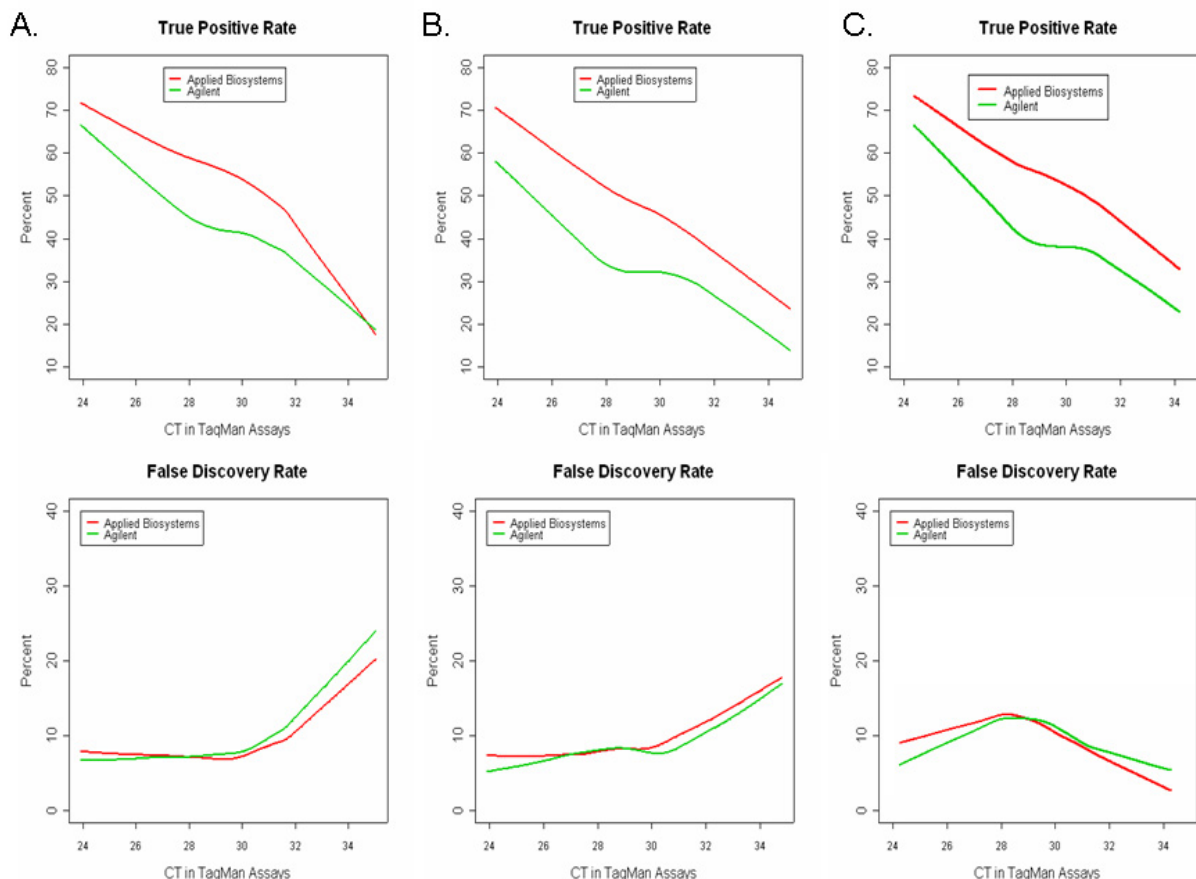 A.
True Positive Rate
Applied Biosystems
Agilent
Percent
80
70
60
50
40
30
20
10
24 26 28 30 32 34
CT in TaqMan Assays
B.
True Positive Rate
Applied Biosystems
Agilent
Percent
80
70
60
50
40
30
20
10
24 26 28 30 32 34
CT in TaqMan Assays
C.
True Positive Rate
Applied Biosystems
Agilent
Percent
80
70
60
50
40
30
20
10
24 26 28 30 32 34
CT in TaqMan Assays
False Discovery Rate
Applied Biosystems
Agilent
Percent
40
30
20
10
0
24 26 28 30 32 34
CT in TaqMan Assays
False Discovery Rate
Applied Biosystems
Agilent
Percent
40
30
20
10
0
24 26 28 30 32 34
CT in TaqMan Assays
False Discovery Rate
Applied Biosystems
Agilent
Percent
40
30
20
10
0
24 26 28 30 32 34
CT in TaqMan Assays